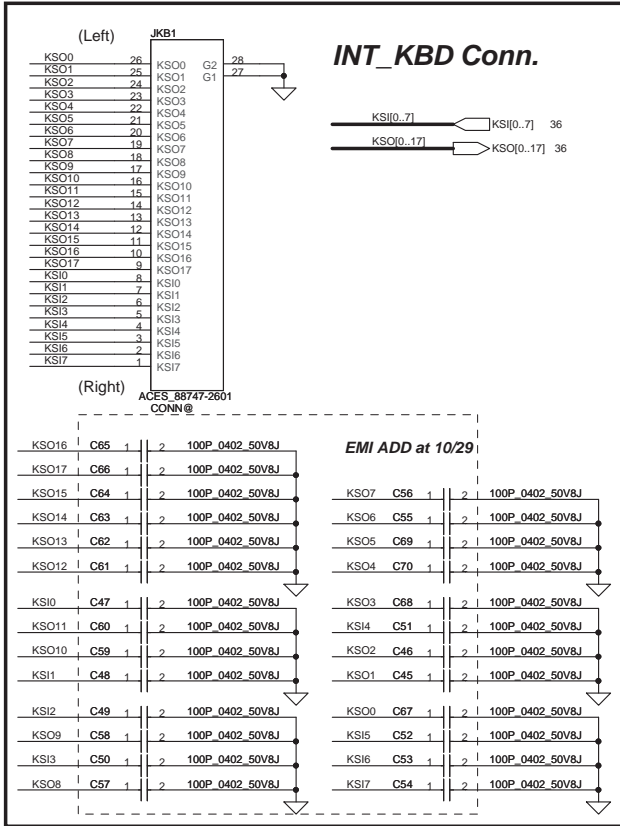 (Left)
JKB1
INT_KBD Conn.
KSO0 26 KSO0 G2 28
KSO1 25 KSO1 G1 27
KSO2 24 KSO2
KSO3 23 KSO3
KSO4 22 KSO4
KSO5 21 KSO5
KSO6 20 KSO6
KSO7 19 KSO7
KSO8 18 KSO8
KSO9 17 KSO9
KSO10 16 KSO10
KSO11 15 KSO11
KSO12 14 KSO12
KSO13 13 KSO13
KSO14 12 KSO14
KSO15 11 KSO15
KSO16 10 KSO16
KSO17 9 KSO17
KSI0 8 KSI0
KSI1 7 KSI1
KSI2 6 KSI2
KSI3 5 KSI3
KSI4 4 KSI4
KSI5 3 KSI5
KSI6 2 KSI6
KSI7 1 KSI7
KSI[0..7] KSI[0..7] 36
KSO[0..17] KSO[0..17] 36
(Right)
ACES_88747-2601
CONN@
EMI ADD at 10/29
KSO16 C65 1 2 100P_0402_50V8J
KSO17 C66 1 2 100P_0402_50V8J
KSO15 C64 1 2 100P_0402_50V8J
KSO14 C63 1 2 100P_0402_50V8J
KSO13 C62 1 2 100P_0402_50V8J
KSO12 C61 1 2 100P_0402_50V8J
KSI0 C47 1 2 100P_0402_50V8J
KSO11 C60 1 2 100P_0402_50V8J
KSO10 C59 1 2 100P_0402_50V8J
KSI1 C48 1 2 100P_0402_50V8J
KSI2 C49 1 2 100P_0402_50V8J
KSO9 C58 1 2 100P_0402_50V8J
KSI3 C50 1 2 100P_0402_50V8J
KSO8 C57 1 2 100P_0402_50V8J
KSO7 C56 1 2 100P_0402_50V8J
KSO6 C55 1 2 100P_0402_50V8J
KSO5 C69 1 2 100P_0402_50V8J
KSO4 C70 1 2 100P_0402_50V8J
KSO3 C68 1 2 100P_0402_50V8J
KSI4 C51 1 2 100P_0402_50V8J
KSO2 C46 1 2 100P_0402_50V8J
KSO1 C45 1 2 100P_0402_50V8J
KSO0 C67 1 2 100P_0402_50V8J
KSI5 C52 1 2 100P_0402_50V8J
KSI6 C53 1 2 100P_0402_50V8J
KSI7 C54 1 2 100P_0402_50V8J